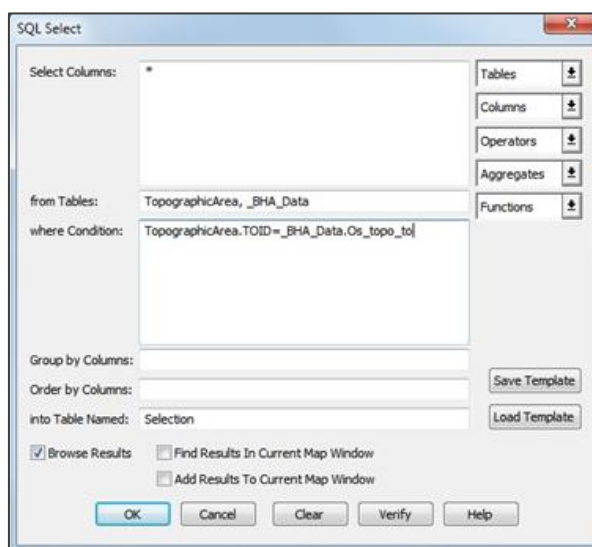 SQL Select
Select Columns:
*
Tables
Columns
Operators
Aggregates
Functions
from Tables:
TopographicArea, _BHA_Data
where Condition:
TopographicArea.TOID=_BHA_Data.Os_topo_to
Group by Columns:
Order by Columns:
into Table Named:
Selection
Save Template
Load Template
Browse Results
Find Results In Current Map Window
Add Results To Current Map Window
OK
Cancel
Clear
Verify
Help